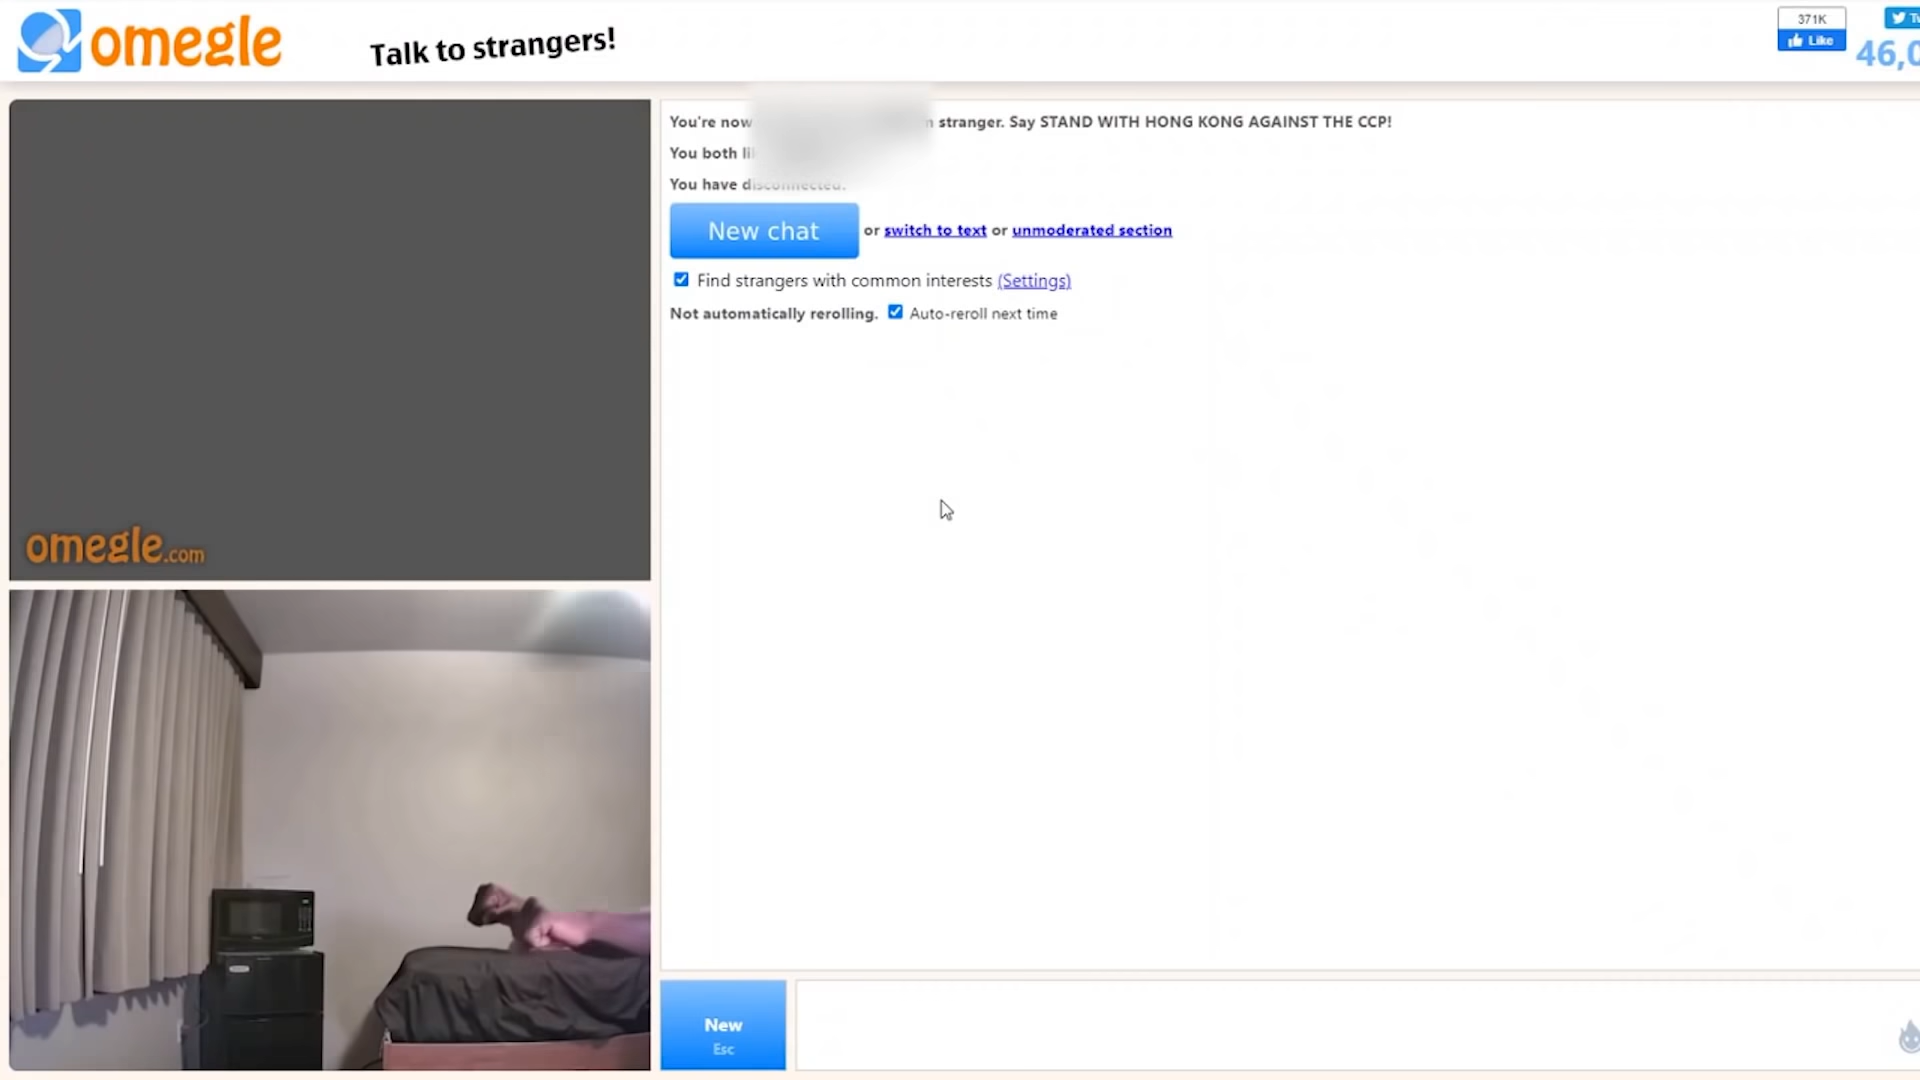 omegle
Talk to strangers!
371K
Like
46,0
You're now stranger. Say STAND WITH HONG KONG AGAINST THE CCP!
You both
You have disconnected.
New chat or switch to text or unmoderated section
Find strangers with common interests (Settings)
Not automatically rerolling. Auto-reroll next time
omegle.com
New
Esc